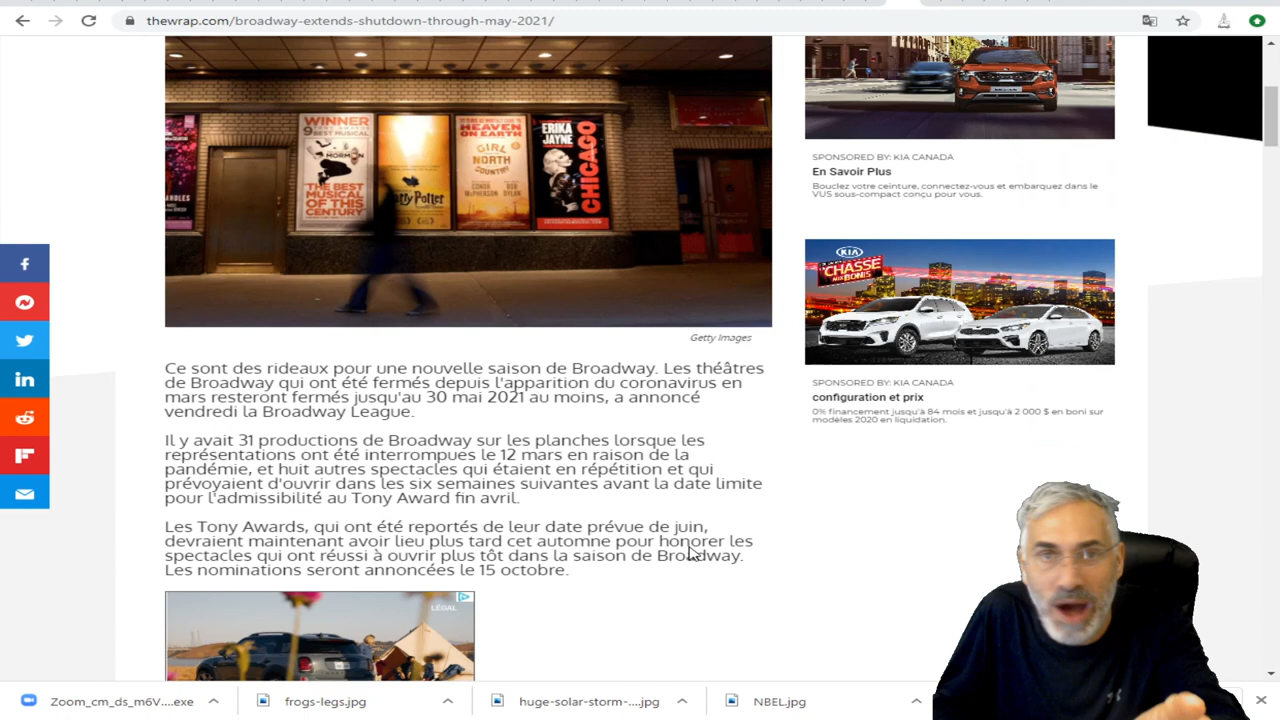 thewrap.com/broadway-extends-shutdown-through-may-2021/
WINNER
9
BEST MUSICAL
MORMON
THE BEST
MUSICAL
OF THIS
CENTURY
Potter
HEAVEN
ON EARTH
GIRL
NORTH
COUNTRY
CONOR
McPHERSON
BOB
DYLAN
ERIKA
JAYNE
CHICAGO
Getty Images
Ce sont des rideaux pour une nouvelle saison de Broadway. Les théâtres
de Broadway qui ont été fermés depuis l'apparition du coronavirus en
mars resteront fermés jusqu'au 30 mai 2021 au moins, a annoncé
vendredi la Broadway League.
Il y avait 31 productions de Broadway sur les planches lorsque les
représentations ont été interrompues le 12 mars en raison de la
pandémie, et huit autres spectacles qui étaient en répétition et qui
prévoyaient d'ouvrir dans les six semaines suivantes avant la date limite
pour l'admissibilité au Tony Award fin avril.
Les Tony Awards, qui ont été reportés de leur date prévue de juin,
devraient maintenant avoir lieu plus tard cet automne pour honorer les
spectacles qui ont réussi à ouvrir plus tôt dans la saison de Broadway.
Les nominations seront annoncées le 15 octobre.
LÉGAL
SPONSORED BY: KIA CANADA
En Savoir Plus
Bouclez votre ceinture, connectez-vous et embarquez dans le
VUS sous-compact conçu pour vous.
KIA
CHASSE
AUX BONIS
SPONSORED BY: KIA CANADA
configuration et prix
0% financement jusqu'à 84 mois et jusqu'à 2 000 $ en boni sur
modèles 2020 en liquidation.
Zoom_cm_ds_m6V....exe
frogs-legs.jpg
huge-solar-storm-....jpg
NBEL.jpg